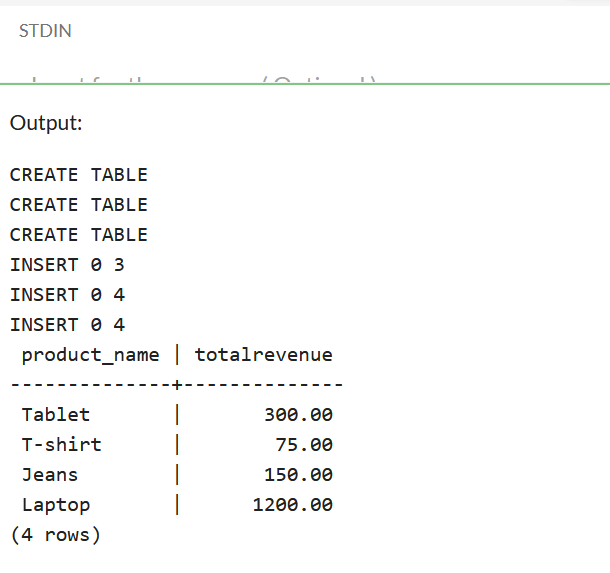 STDIN
Output:
CREATE TABLE
CREATE TABLE
CREATE TABLE
INSERT 0 3
INSERT 0 4
INSERT 0 4
 product_name | totalrevenue
--------------+--------------
 Tablet       |       300.00
 T-shirt      |        75.00
 Jeans        |       150.00
 Laptop       |      1200.00
(4 rows)